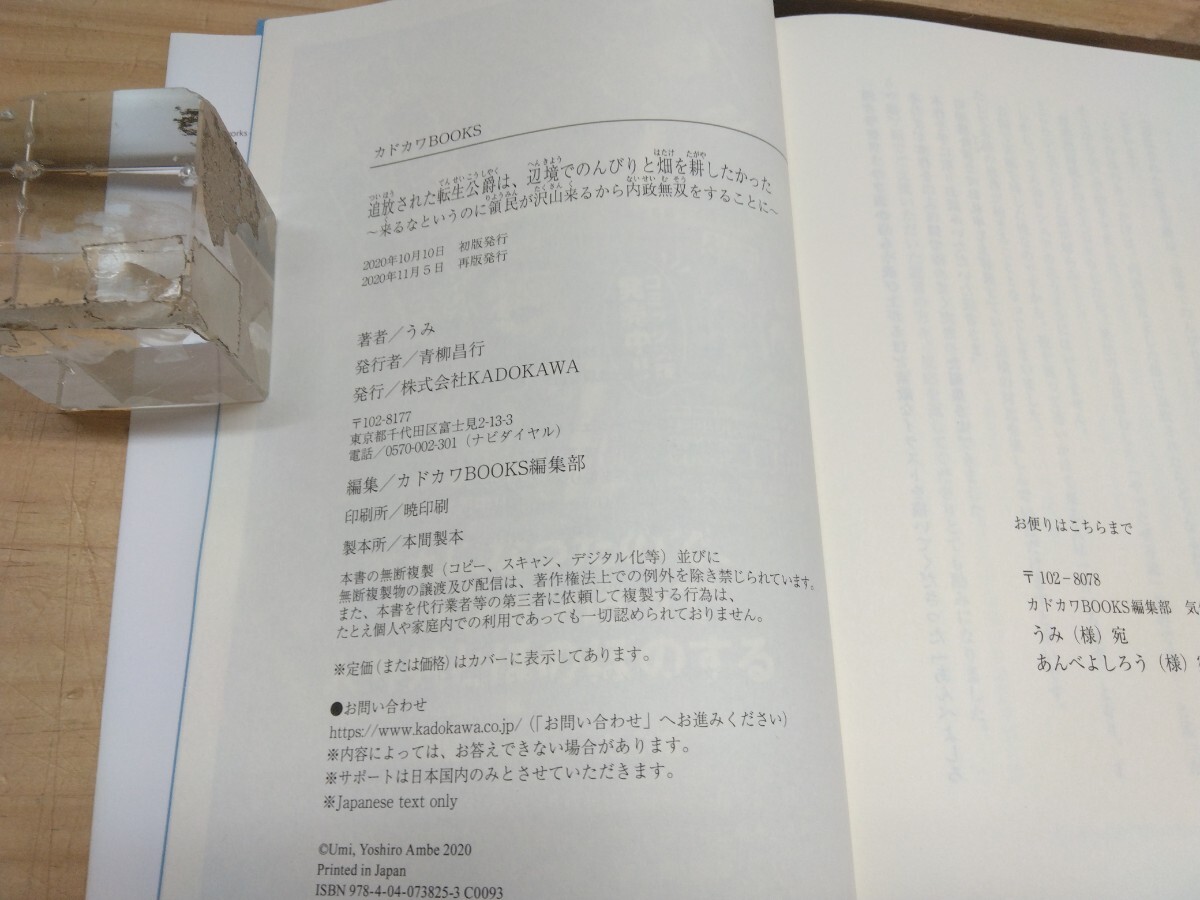 カドカワBOOKS
追放された転生公爵は、辺境でのんびりと畑を耕したかった
～来るなというのに領民が沢山来るから内政無双をすることに～
2020年10月10日 初版発行
2020年11月5日 再版発行
著者／うみ
発行者／青柳昌行
発行／株式会社KADOKAWA
〒102-8177
東京都千代田区富士見2-13-3
電話／0570-002-301（ナビダイヤル）
編集／カドカワBOOKS編集部
印刷所／暁印刷
製本所／本間製本
本書の無断複製（コピー、スキャン、デジタル化等）並びに
無断複製物の譲渡及び配信は、著作権法上での例外を除き禁じられています。
また、本書を代行業者等の第三者に依頼して複製する行為は、
たとえ個人や家庭内での利用であっても一切認められておりません。
※定価（または価格）はカバーに表示してあります。
●お問い合わせ
https://www.kadokawa.co.jp/（「お問い合わせ」へお進みください）
※内容によっては、お答えできない場合があります。
※サポートは日本国内のみとさせていただきます。
※Japanese text only
©Umi, Yoshiro Ambe 2020
Printed in Japan
ISBN 978-4-04-073825-3 C0093
お便りはこちらまで
〒102-8078
カドカワBOOKS編集部 気
うみ（様）宛
あんべよしろう（様）